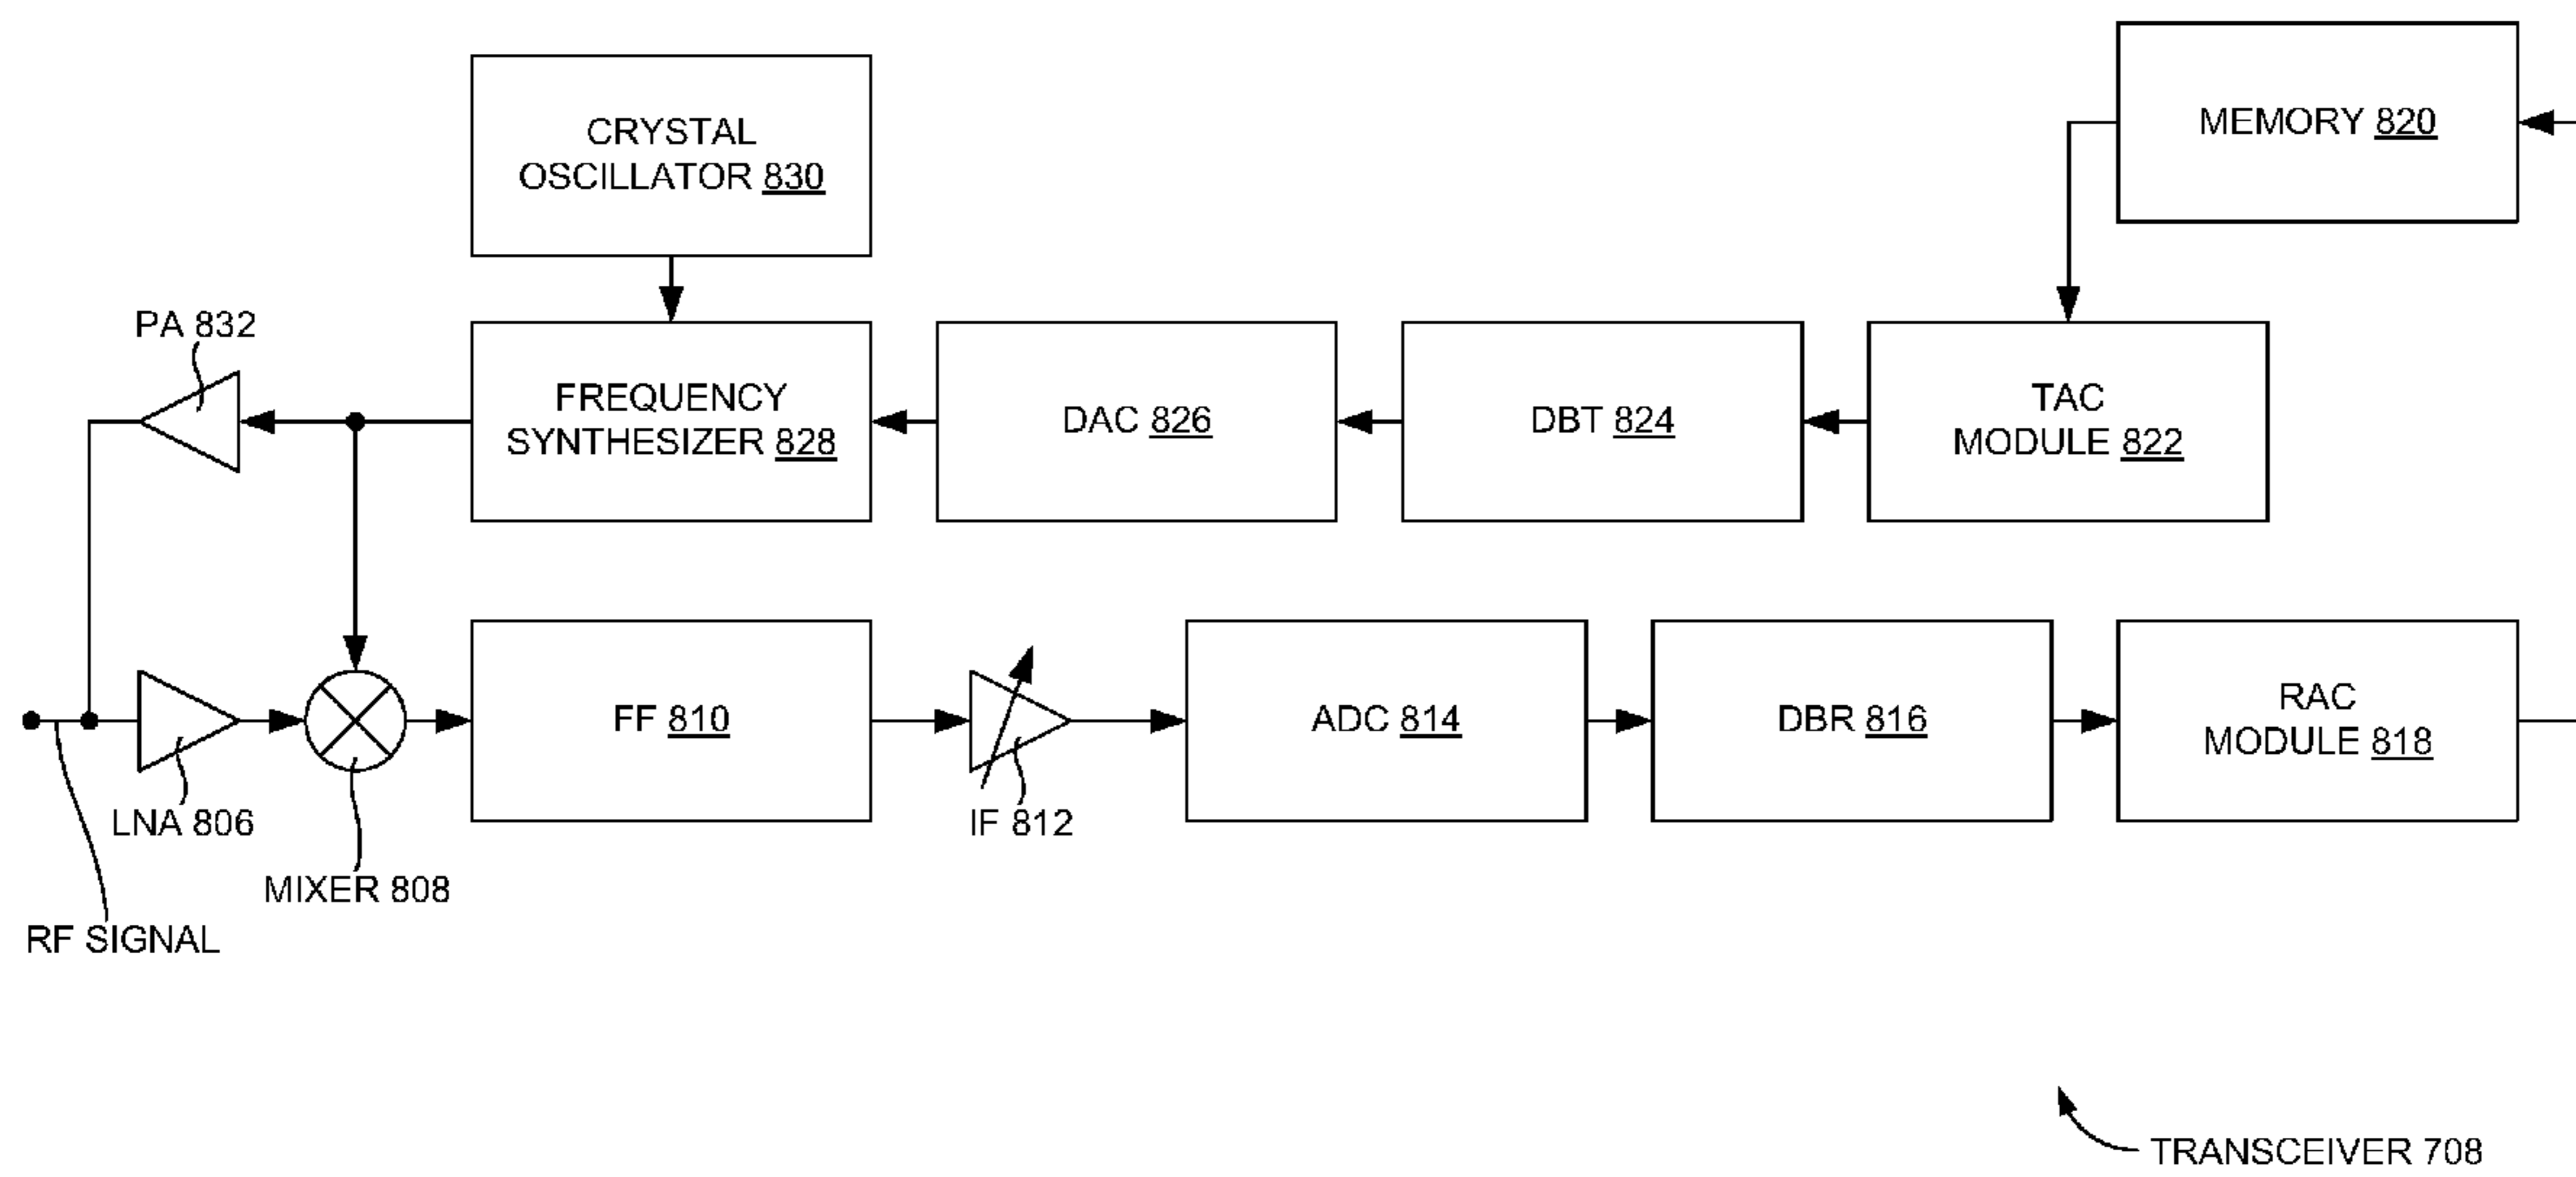 MEMORY 820
CRYSTAL
OSCILLATOR 830
PA 832
FREQUENCY
SYNTHESIZER 828
DAC 826
DBT 824
TAC
MODULE 822
FF 810
ADC 814
DBR 816
RAC
MODULE 818
LNA 806
IF 812
MIXER 808
RF SIGNAL
TRANSCEIVER 708